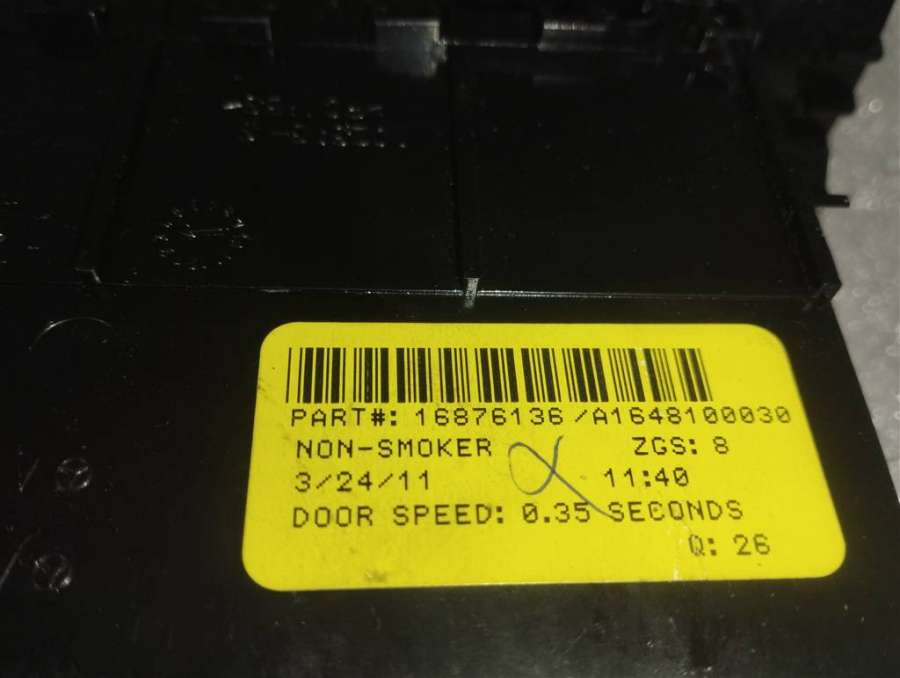 PART#: 16876136/A1648100030
NON-SMOKER ZGS: 8
3/24/11 11:40
DOOR SPEED: 0.35 SECONDS
Q: 26